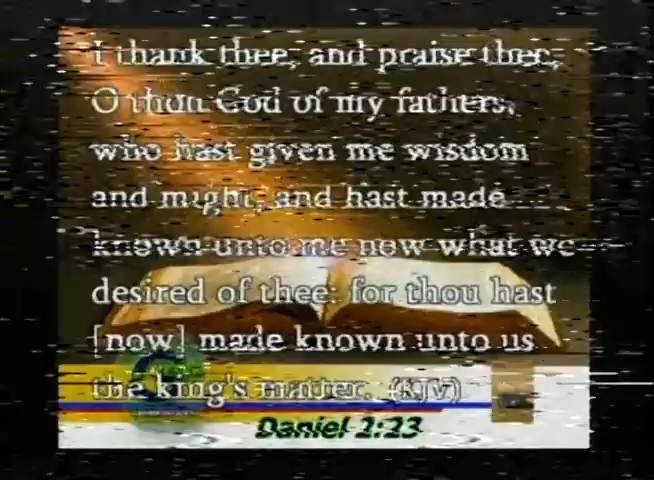 I thank thee, and praise thee,
O thou God of my fathers,
who hast given me wisdom
and might, and hast made
known unto me now what we
desired of thee: for thou hast
[now] made known unto us
the king's matter. (KJV)
Daniel 2:23